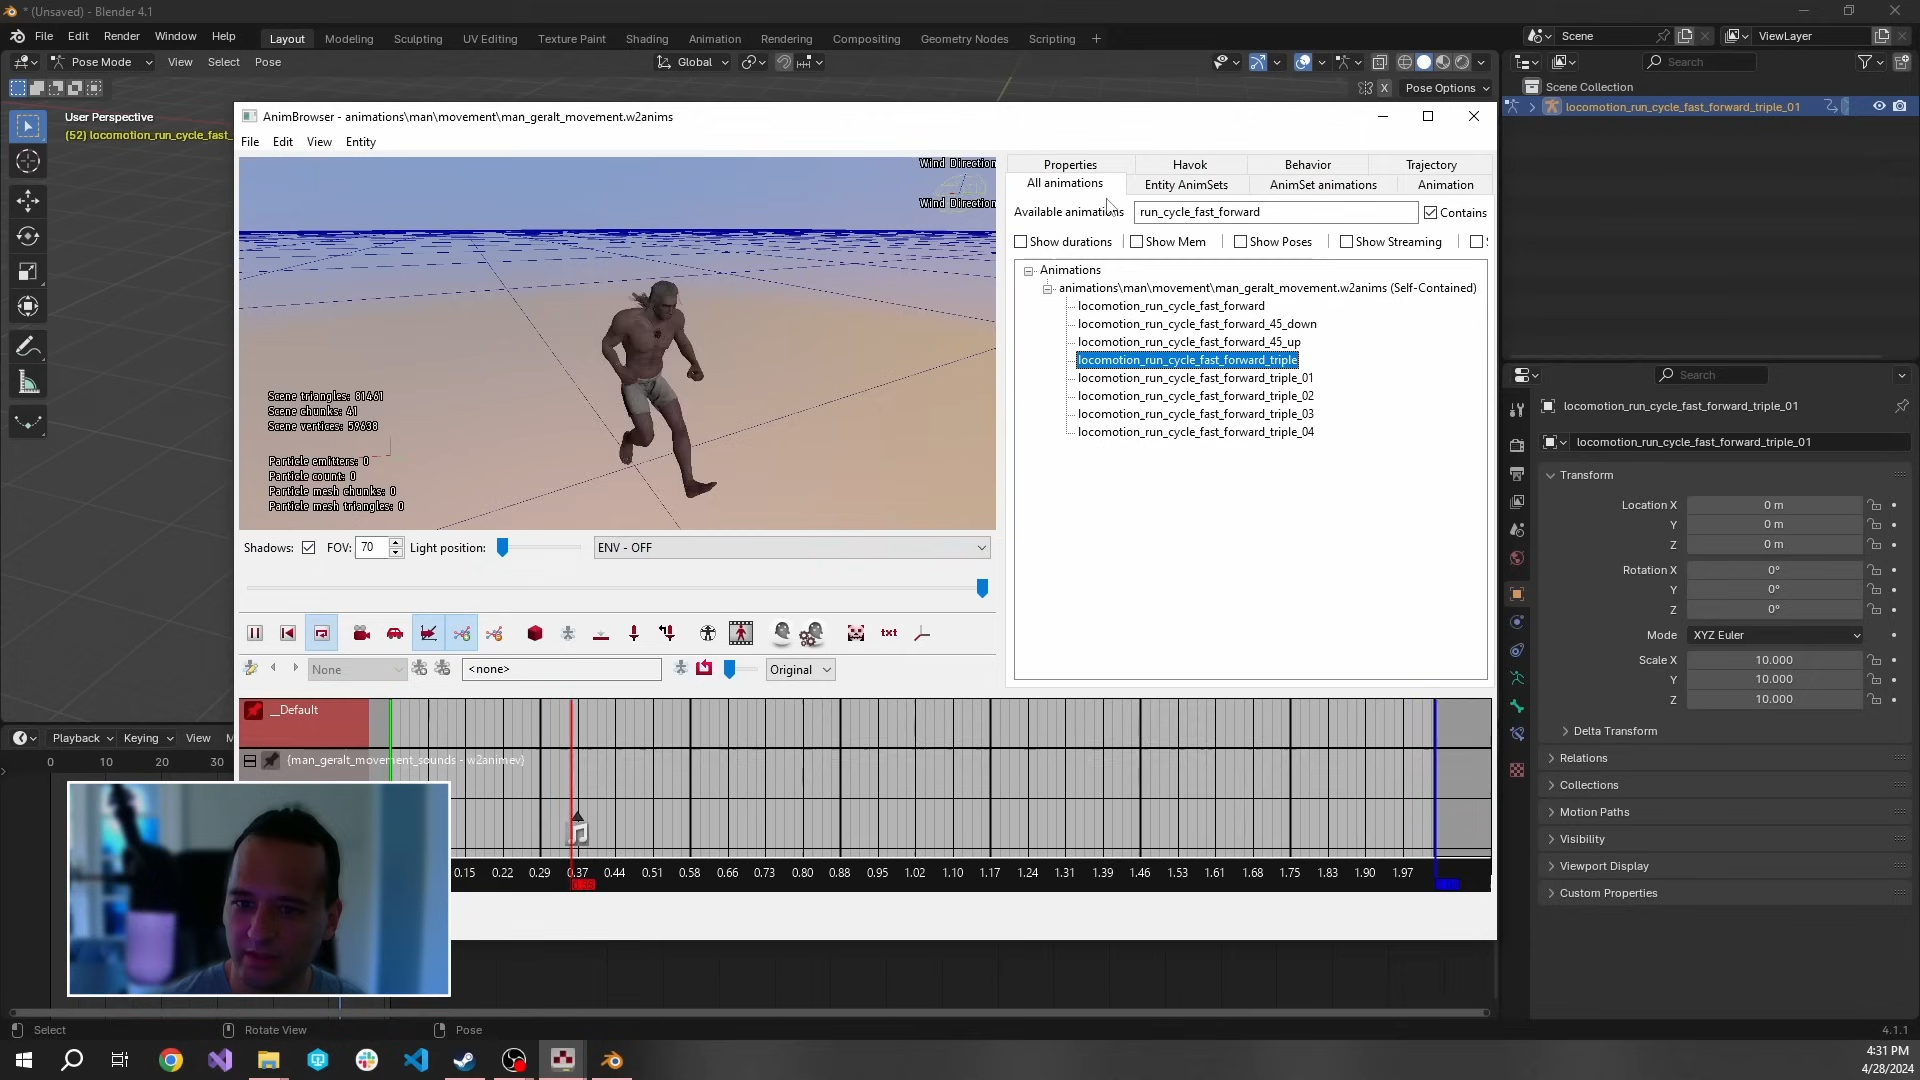 * (Unsaved) - Blender 4.1
File Edit Render Window Help
Layout Modeling Sculpting UV Editing Texture Paint Shading Animation Rendering Compositing Geometry Nodes Scripting +
Scene
ViewLayer
Pose Mode View Select Pose
Global
Search
X Pose Options
Scene Collection
locomotion_run_cycle_fast_forward_triple_01
User Perspective
(52) locomotion_run_cycle_fast_
AnimBrowser - animations\man\movement\man_geralt_movement.w2anims
File Edit View Entity
Wind Direction
Wind Direction
Properties Havok Behavior Trajectory
All animations Entity AnimSets AnimSet animations Animation
Available animations run_cycle_fast_forward Contains
Show durations Show Mem Show Poses Show Streaming
Animations
animations\man\movement\man_geralt_movement.w2anims (Self-Contained)
locomotion_run_cycle_fast_forward
locomotion_run_cycle_fast_forward_45_down
locomotion_run_cycle_fast_forward_45_up
locomotion_run_cycle_fast_forward_triple
locomotion_run_cycle_fast_forward_triple_01
locomotion_run_cycle_fast_forward_triple_02
locomotion_run_cycle_fast_forward_triple_03
locomotion_run_cycle_fast_forward_triple_04
Scene triangles: 81461
Scene chunks: 41
Scene vertices: 59638
Particle emitters: 0
Particle count: 0
Particle mesh chunks: 0
Particle mesh triangles: 0
Shadows: FOV: 70 Light position: ENV - OFF
txt
None <none> Original
__Default
{man_geralt_movement_sounds - w2animev}
0.15 0.22 0.29 0.37 0.44 0.51 0.58 0.66 0.73 0.80 0.88 0.95 1.02 1.10 1.17 1.24 1.31 1.39 1.46 1.53 1.61 1.68 1.75 1.83 1.90 1.97
Search
locomotion_run_cycle_fast_forward_triple_01
locomotion_run_cycle_fast_forward_triple_01
Transform
Location X 0 m
Y 0 m
Z 0 m
Rotation X 0°
Y 0°
Z 0°
Mode XYZ Euler
Scale X 10.000
Y 10.000
Z 10.000
Delta Transform
Relations
Collections
Motion Paths
Visibility
Viewport Display
Custom Properties
Playback Keying View M
0 10 20 30
Select Rotate View Pose
4.1.1
4:31 PM
4/28/2024